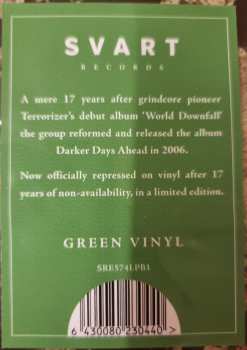 SVART
RECORDS
A mere 17 years after grindcore pioneer
Terrorizer's debut album 'World Downfall'
the group reformed and released the album
Darker Days Ahead in 2006.
Now officially repressed on vinyl after 17
years of non-availability, in a limited edition.
GREEN VINYL
SRE574LPB1
6 430080 230440 >